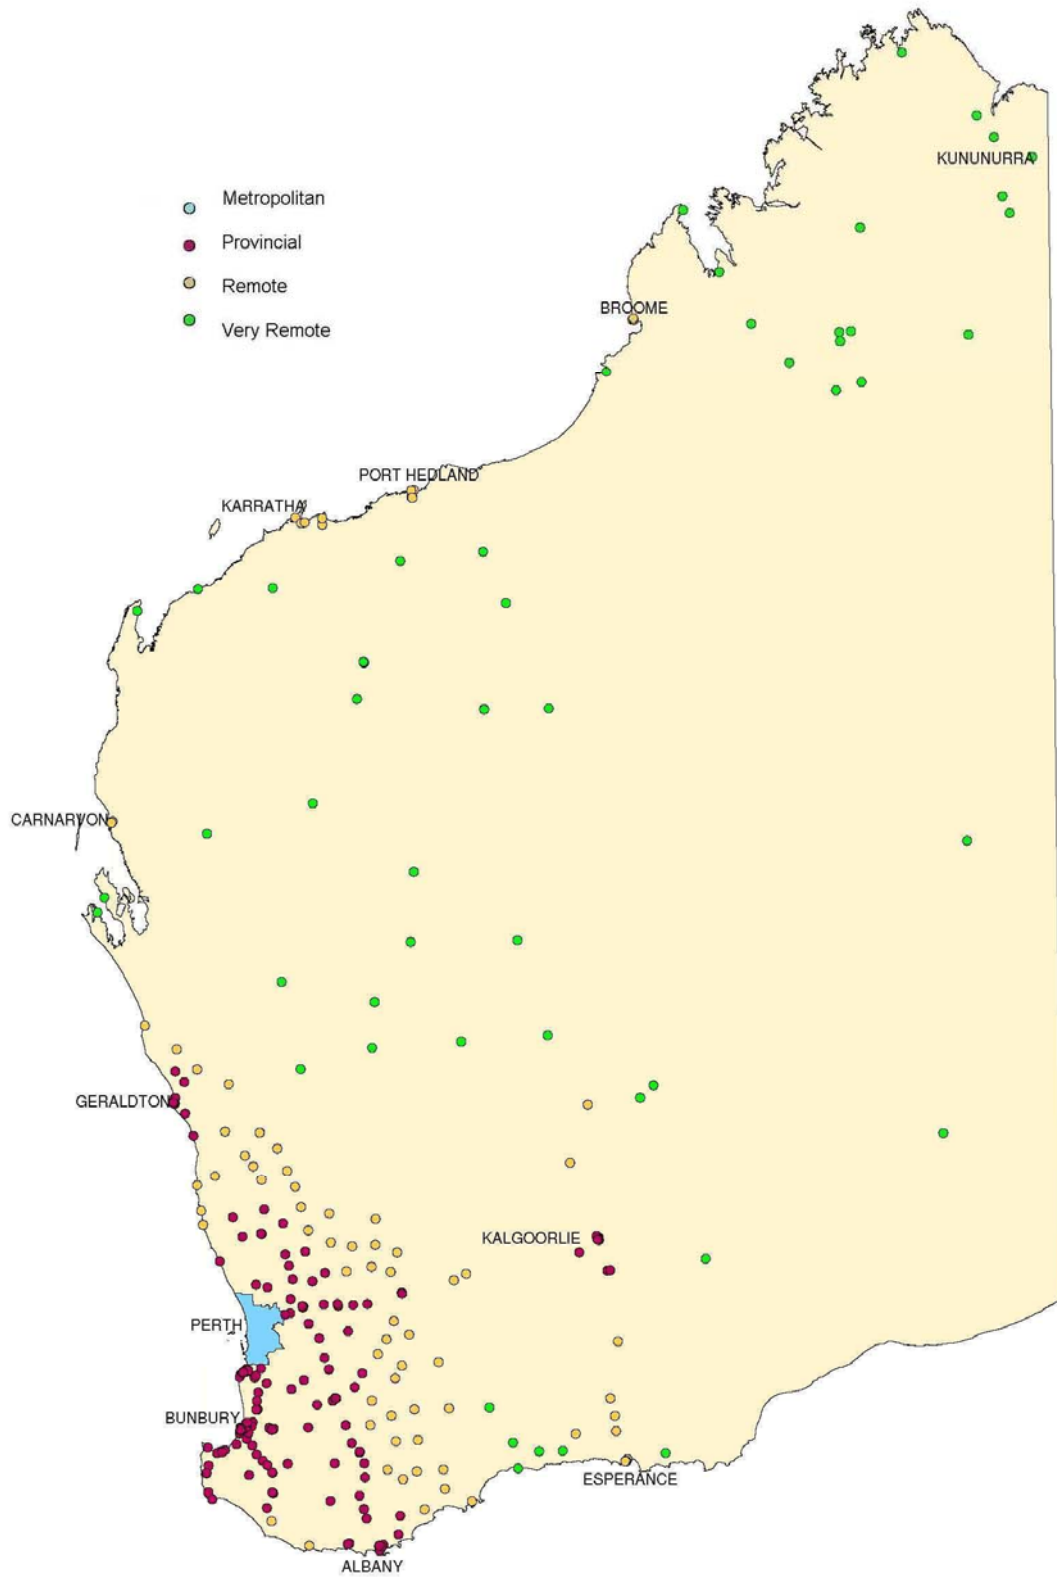 KUNUNURRA
Metropolitan
Provincial
Remote
Very Remote
BROOME
PORT HEDLAND
KARRATHA
CARNARVON
GERALDTON
KALGOORLIE
PERTH
BUNBURY
ESPERANCE
ALBANY